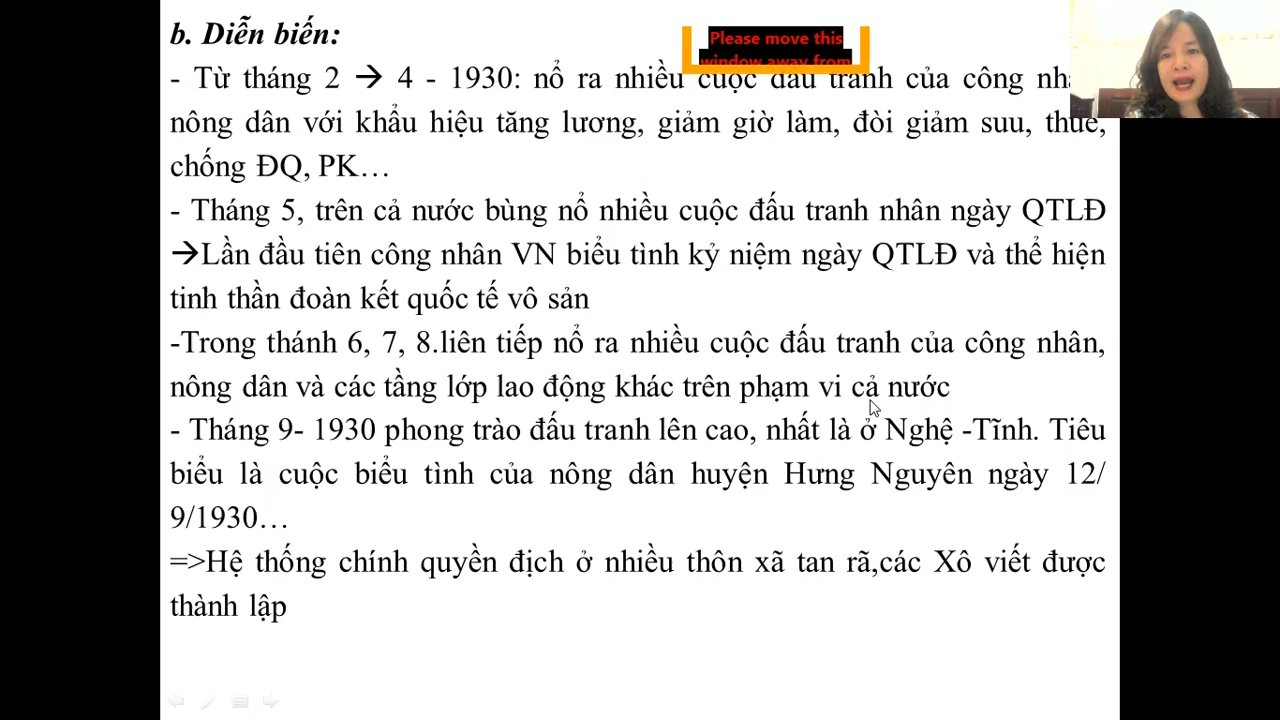 b. Diễn biến:
Please move this
window away from
- Từ tháng 2 → 4 - 1930: nổ ra nhiều cuộc đấu tranh của công
nông dân với khẩu hiệu tăng lương, giảm giờ làm, đòi giảm suu, thuế,
chống ĐQ, PK…
- Tháng 5, trên cả nước bùng nổ nhiều cuộc đấu tranh nhân ngày QTLĐ
→Lần đầu tiên công nhân VN biểu tình kỷ niệm ngày QTLĐ và thể hiện
tinh thần đoàn kết quốc tế vô sản
-Trong thánh 6, 7, 8.liên tiếp nổ ra nhiều cuộc đấu tranh của công nhân,
nông dân và các tầng lớp lao động khác trên phạm vi cả nước
- Tháng 9- 1930 phong trào đấu tranh lên cao, nhất là ở Nghệ -Tĩnh. Tiêu
biểu là cuộc biểu tình của nông dân huyện Hưng Nguyên ngày 12/
9/1930…
=>Hệ thống chính quyền địch ở nhiều thôn xã tan rã,các Xô viết được
thành lập